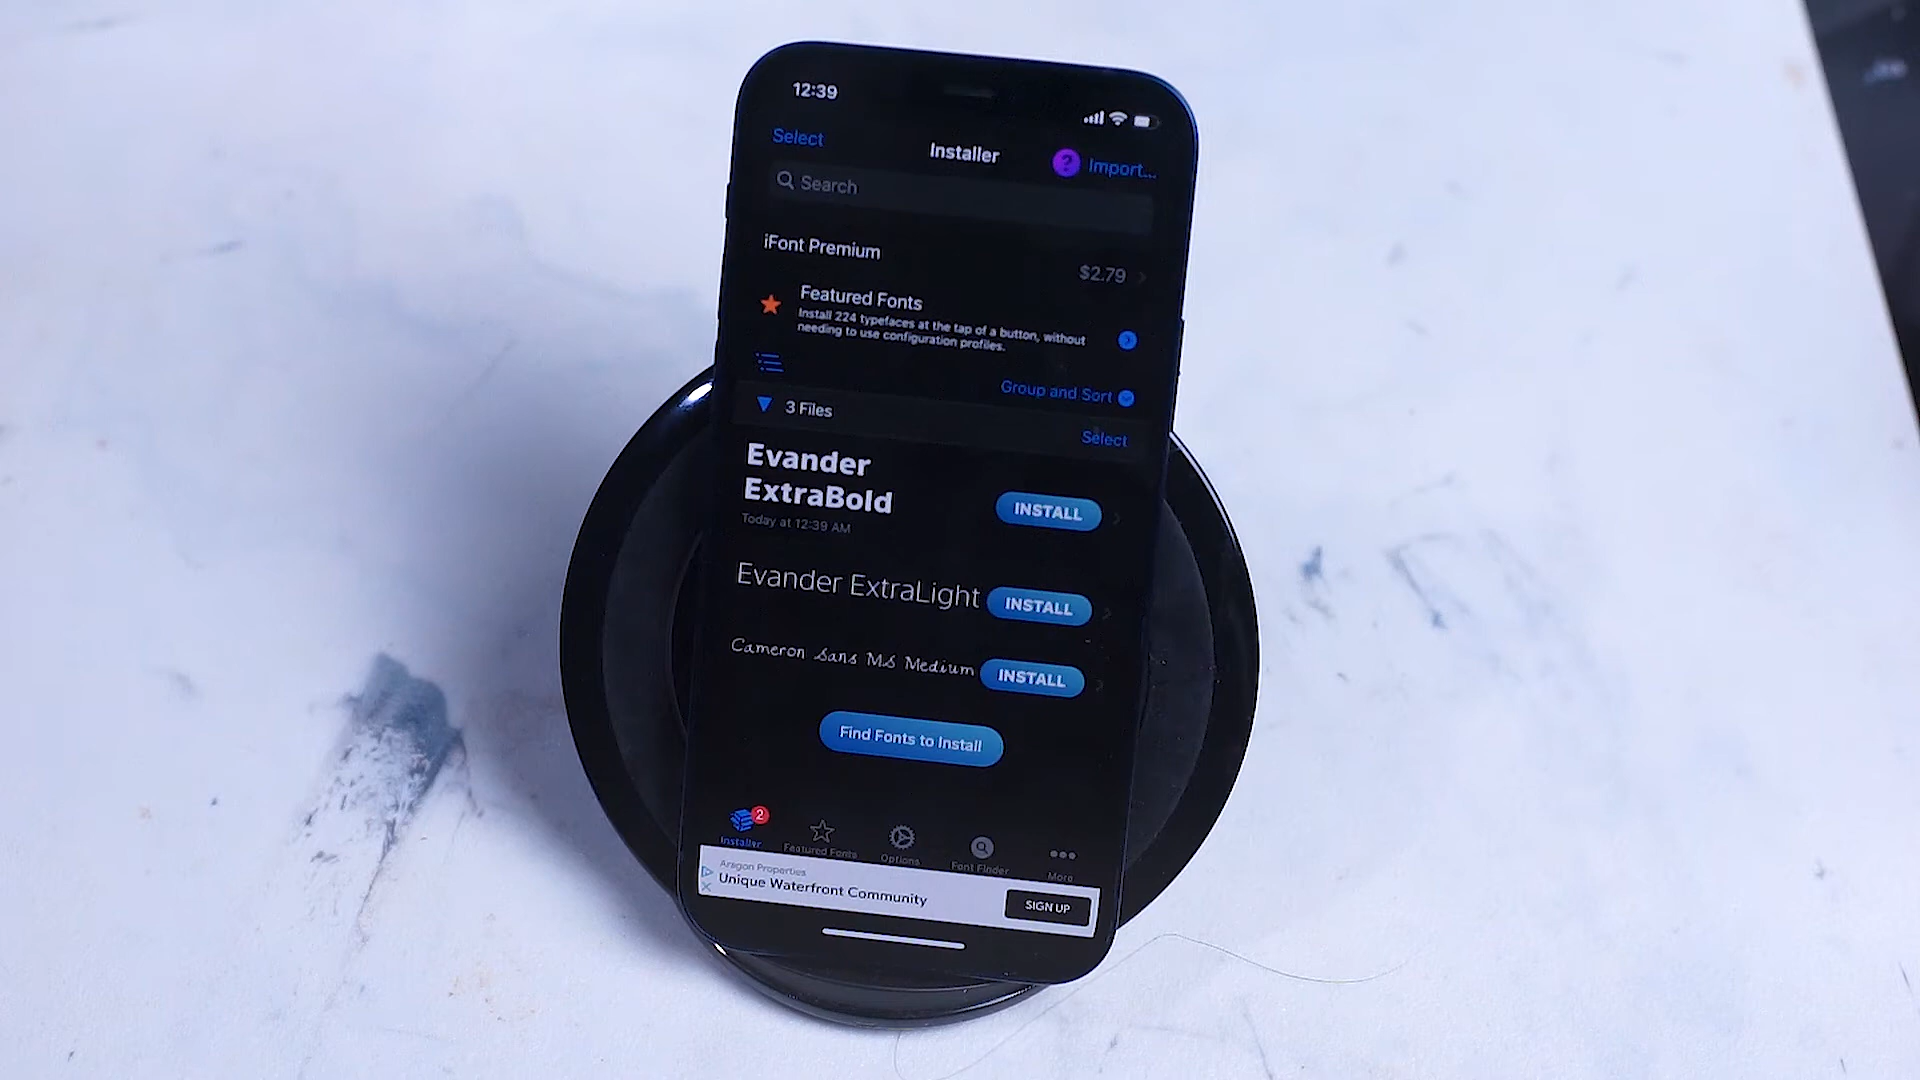 12:39
Select
Installer
? Import...
Search
iFont Premium
$2.79
Featured Fonts
Install 224 typefaces at the tap of a button, without
needing to use configuration profiles.
Group and Sort
3 Files
Select
Evander
ExtraBold
INSTALL
Today at 12:39 AM
Evander ExtraLight
INSTALL
Cameron Sans MS Medium
INSTALL
Find Fonts to Install
2
Installer
Featured Fonts
Options
Font Finder
More
Aragon Properties
Unique Waterfront Community
SIGN UP